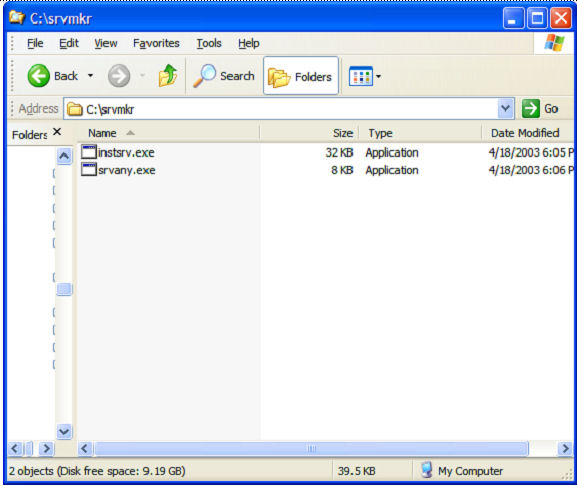 C:\srvmkr
File Edit View Favorites Tools Help
Back Search Folders
Address C:\srvmkr Go
Folders Name Size Type Date Modified
instsrv.exe 32 KB Application 4/18/2003 6:05 P
srvany.exe 8 KB Application 4/18/2003 6:06 P
2 objects (Disk free space: 9.19 GB) 39.5 KB My Computer